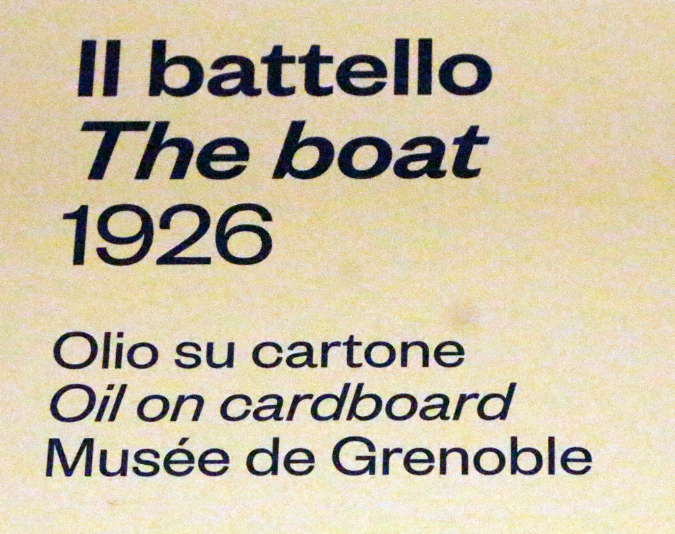 Il battello
The boat
1926
Olio su cartone
Oil on cardboard
Musée de Grenoble